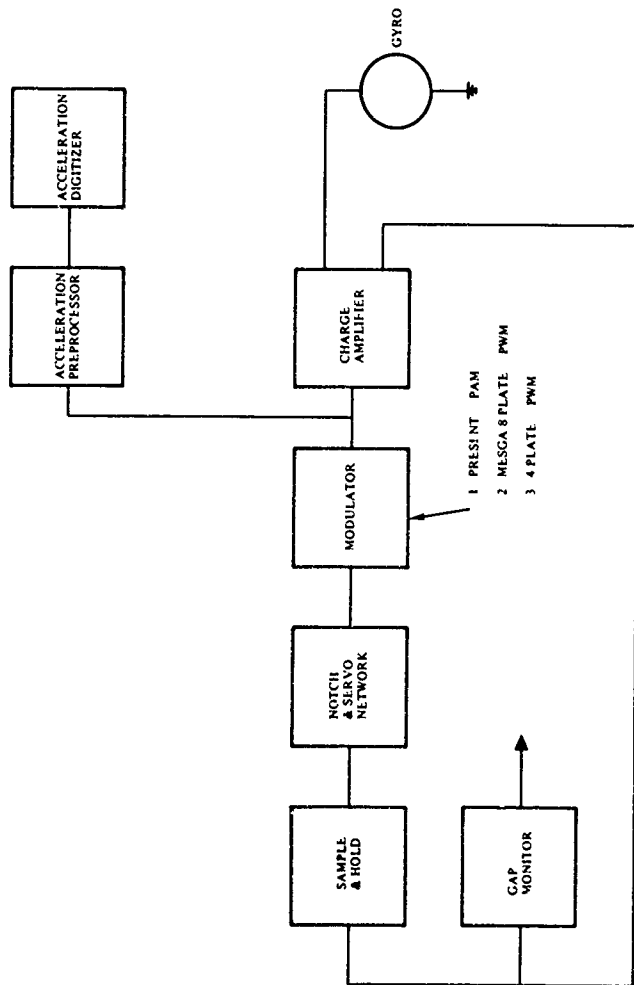 ACCELERATION
PREPROCESSOR
ACCELERATION
DIGITIZER
SAMPLE
& HOLD
NOTCH
& SERVO
NETWORK
MODULATOR
CHARGE
AMPLIFIER
GYRO
GAP
MONITOR
1 PRESENT PAM
2 MESGA 8 PLATE PWM
3 4 PLATE PWM